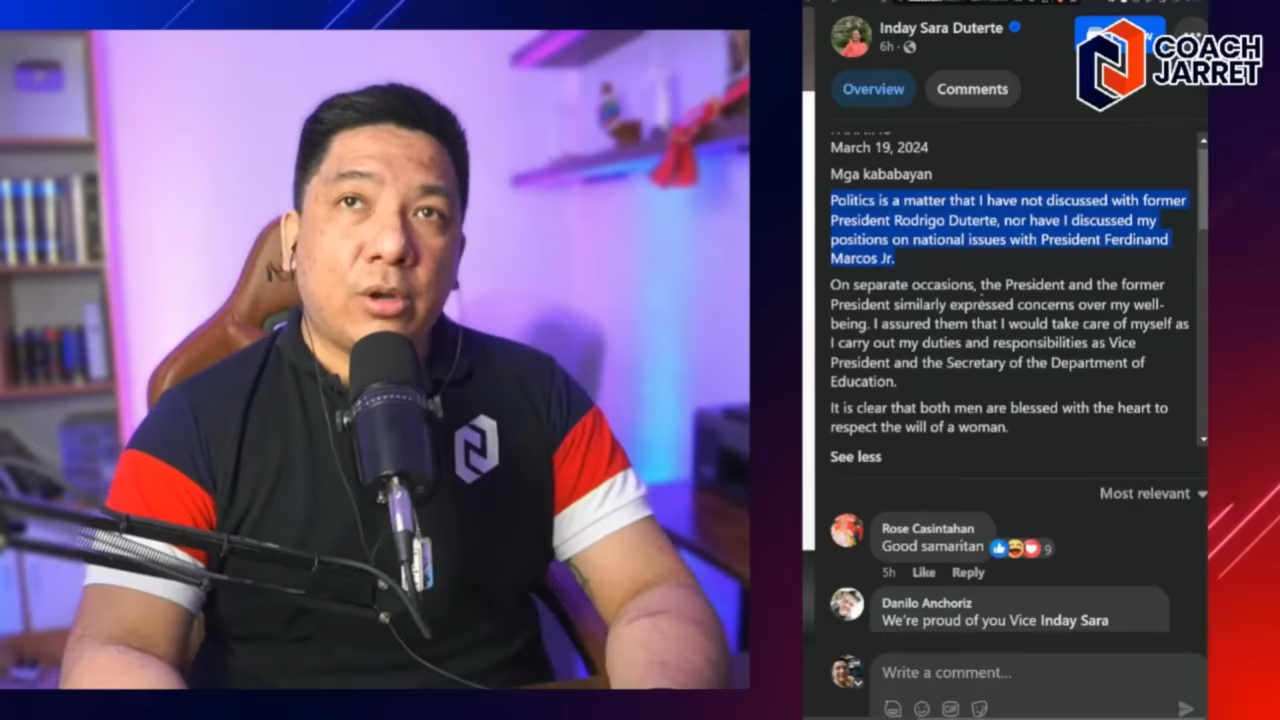 Inday Sara Duterte
6h
COACH
JARRET
Overview
Comments
March 19, 2024
Mga kababayan
Politics is a matter that I have not discussed with former
President Rodrigo Duterte, nor have I discussed my
positions on national issues with President Ferdinand
Marcos Jr.
On separate occasions, the President and the former
President similarly expressed concerns over my well-
being. I assured them that I would take care of myself as
I carry out my duties and responsibilities as Vice
President and the Secretary of the Department of
Education.
It is clear that both men are blessed with the heart to
respect the will of a woman.
See less
Most relevant
Rose Casintahan
Good samaritan
9
5h Like Reply
Danilo Anchoriz
We're proud of you Vice Inday Sara
Write a comment...